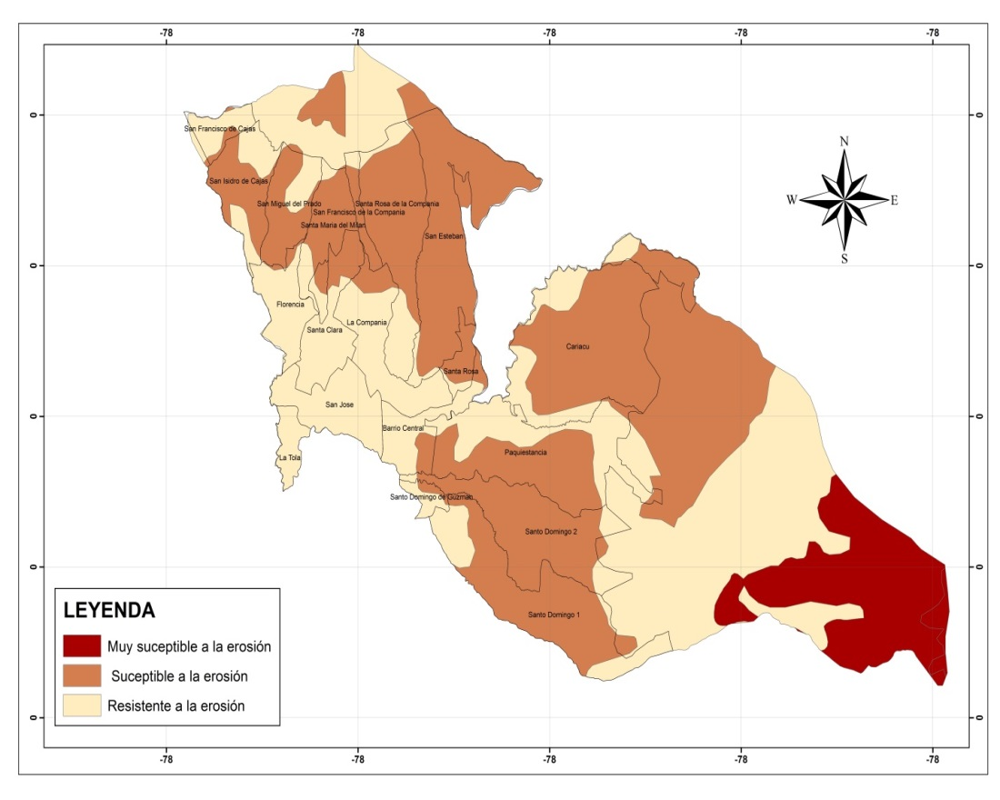 -78 -78 -78 -78 -78
0 0
San Francisco de Cajas
N
San Isidro de Cajas
W E
San Miguel del Prado
Santa Rosa de la Compania
San Francisco de la Compania
Santa Maria del Milan
San Esteban
S
0 0
Florencia
La Compania
Santa Clara
Cariacu
Santa Rosa
San Jose
0 0
Barrio Central
Paquiestancia
La Tola
Santo Domingo de Guzman
Santo Domingo 2
0 0
Santo Domingo 1
LEYENDA
Muy suceptible a la erosión
Suceptible a la erosión
Resistente a la erosión
0 0
-78 -78 -78 -78 -78